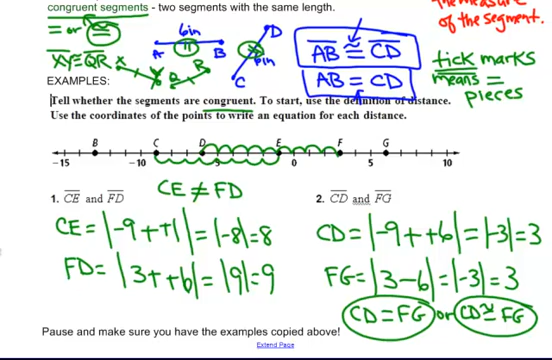 congruent segments - two segments with the same length.
of the segment.
= or ≅
6in
XY ≅ QR
A B
D
C
AB ≅ CD
AB = CD
tick marks
means =
pieces
EXAMPLES:
Tell whether the segments are congruent. To start, use the definition of distance.
Use the coordinates of the points to write an equation for each distance.
B C D E F G
-15 -10 0 5 10
1. CE and FD
CE ≠ FD
CE = |-9 + +1| = |-8| = 8
FD = |3 + +6| = |9| = 9
2. CD and FG
CD = |-9 + +6| = |-3| = 3
FG = |3 - 6| = |-3| = 3
CD = FG or CD ≅ FG
Pause and make sure you have the examples copied above!
Extend Page